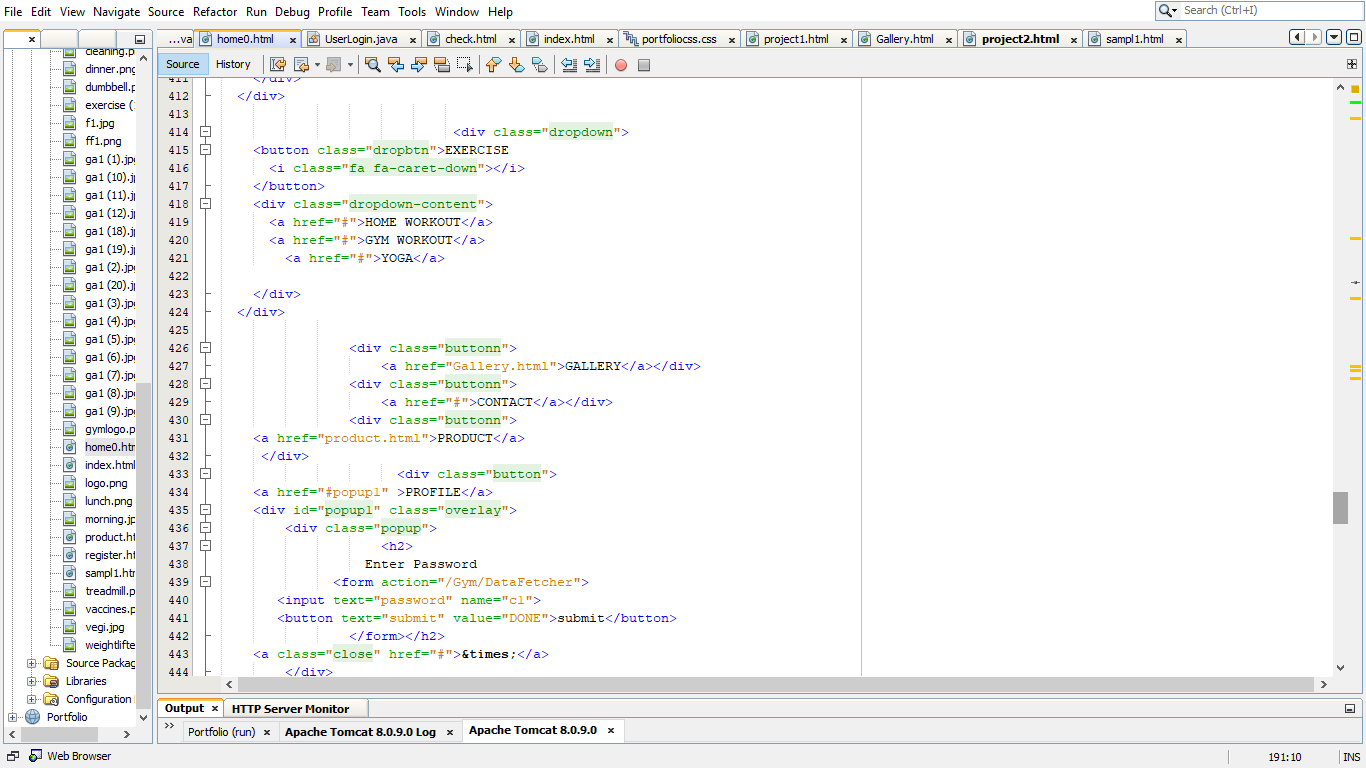 File Edit View Navigate Source Refactor Run Debug Profile Team Tools Window Help
Search (Ctrl+I)
...va home0.html UserLogin.java check.html index.html portfoliocss.css project1.html Gallery.html project2.html sampl1.html
Source History
cleaning.p
dinner.png
dumbbell.p
exercise (
f1.jpg
ff1.png
ga1 (1).jp
ga1 (10).j
ga1 (11).j
ga1 (12).j
ga1 (18).j
ga1 (19).j
ga1 (2).jp
ga1 (20).j
ga1 (3).jp
ga1 (4).jp
ga1 (5).jp
ga1 (6).jp
ga1 (7).jp
ga1 (8).jp
ga1 (9).jp
gymlogo.p
home0.htm
index.html
logo.png
lunch.png
morning.jp
product.ht
register.ht
sampl1.ht
treadmill.p
vaccines.p
vegi.jpg
weightlifte
Source Packag
Libraries
Configuration
Portfolio
411 </div>
412 </div>
413
414 <div class="dropdown">
415 <button class="dropbtn">EXERCISE
416 <i class="fa fa-caret-down"></i>
417 </button>
418 <div class="dropdown-content">
419 <a href="#">HOME WORKOUT</a>
420 <a href="#">GYM WORKOUT</a>
421 <a href="#">YOGA</a>
422
423 </div>
424 </div>
425
426 <div class="buttonn">
427 <a href="Gallery.html">GALLERY</a></div>
428 <div class="buttonn">
429 <a href="#">CONTACT</a></div>
430 <div class="buttonn">
431 <a href="product.html">PRODUCT</a>
432 </div>
433 <div class="button">
434 <a href="#popup1" >PROFILE</a>
435 <div id="popup1" class="overlay">
436 <div class="popup">
437 <h2>
438 Enter Password
439 <form action="/Gym/DataFetcher">
440 <input text="password" name="c1">
441 <button text="submit" value="DONE">submit</button>
442 </form></h2>
443 <a class="close" href="#">&times;</a>
444 </div>
Output HTTP Server Monitor
Portfolio (run) Apache Tomcat 8.0.9.0 Log Apache Tomcat 8.0.9.0
Web Browser
191:10 INS